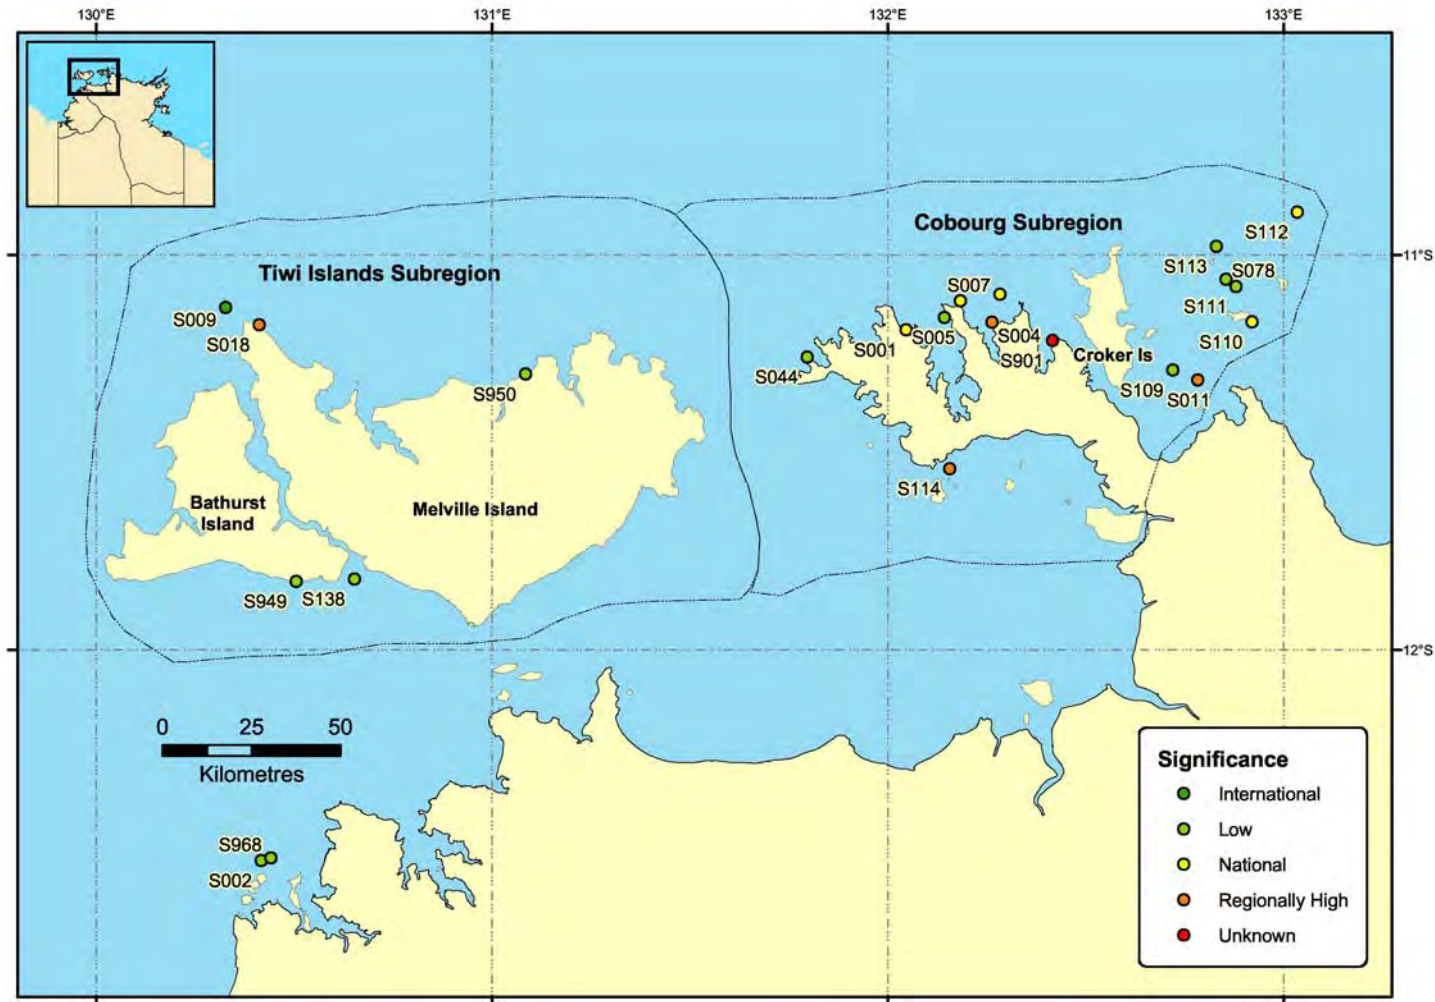 130°E
131°E
132°E
133°E
Cobourg Subregion
S112
11°S
Tiwi Islands Subregion
S113
S078
S007
S111
S009
S018
S001
S005
S004
S110
S901
Croker Is
S044
S109
S011
S950
S114
Bathurst
Island
Melville Island
S949
S138
12°S
0
25
50
Kilometres
S968
S002
Significance
International
Low
National
Regionally High
Unknown